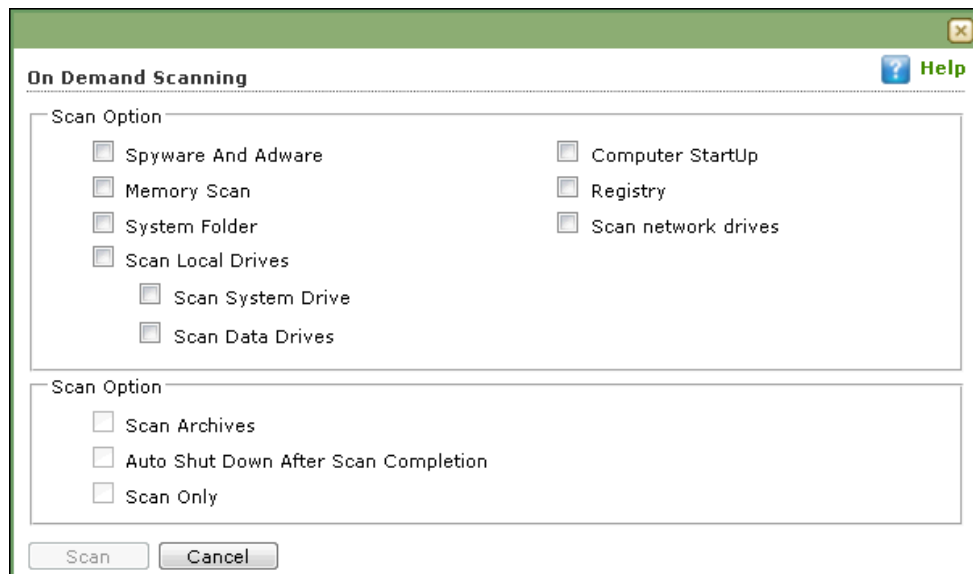 On Demand Scanning
Help
Scan Option
Spyware And Adware
Computer StartUp
Memory Scan
Registry
System Folder
Scan network drives
Scan Local Drives
Scan System Drive
Scan Data Drives
Scan Option
Scan Archives
Auto Shut Down After Scan Completion
Scan Only
Scan
Cancel